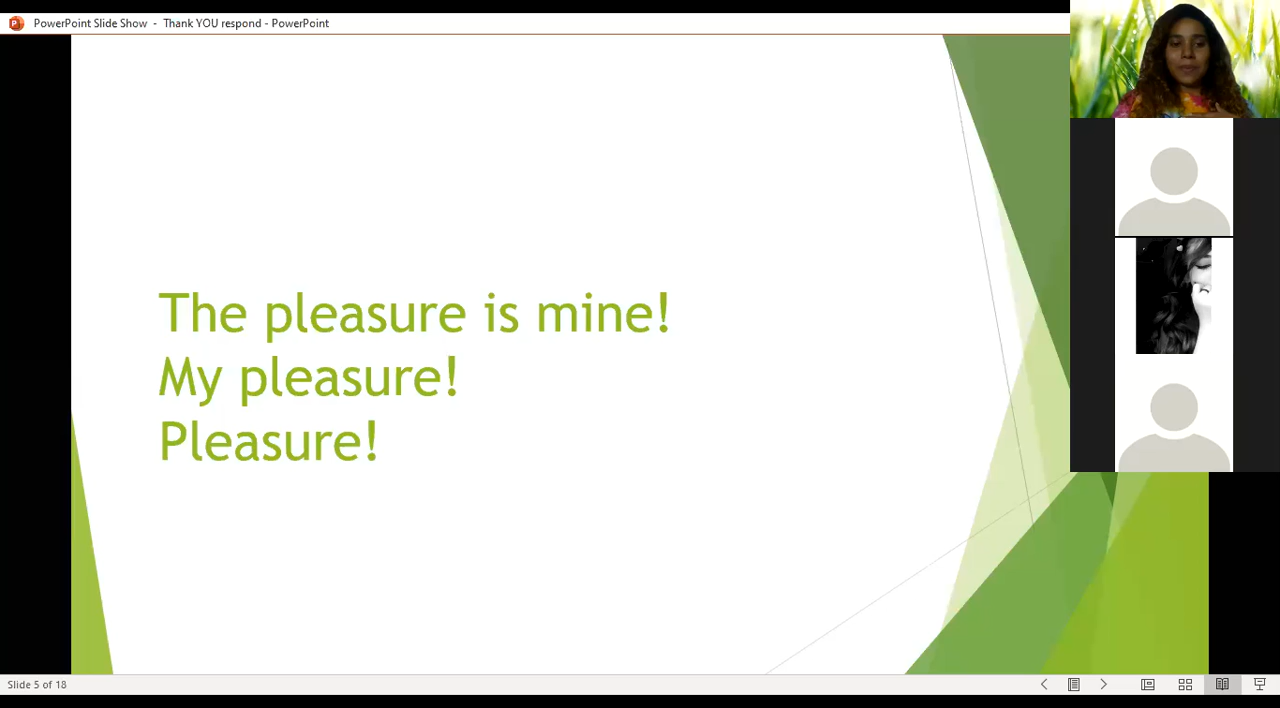 PowerPoint Slide Show - Thank YOU respond - PowerPoint
The pleasure is mine!
My pleasure!
Pleasure!
Slide 5 of 18